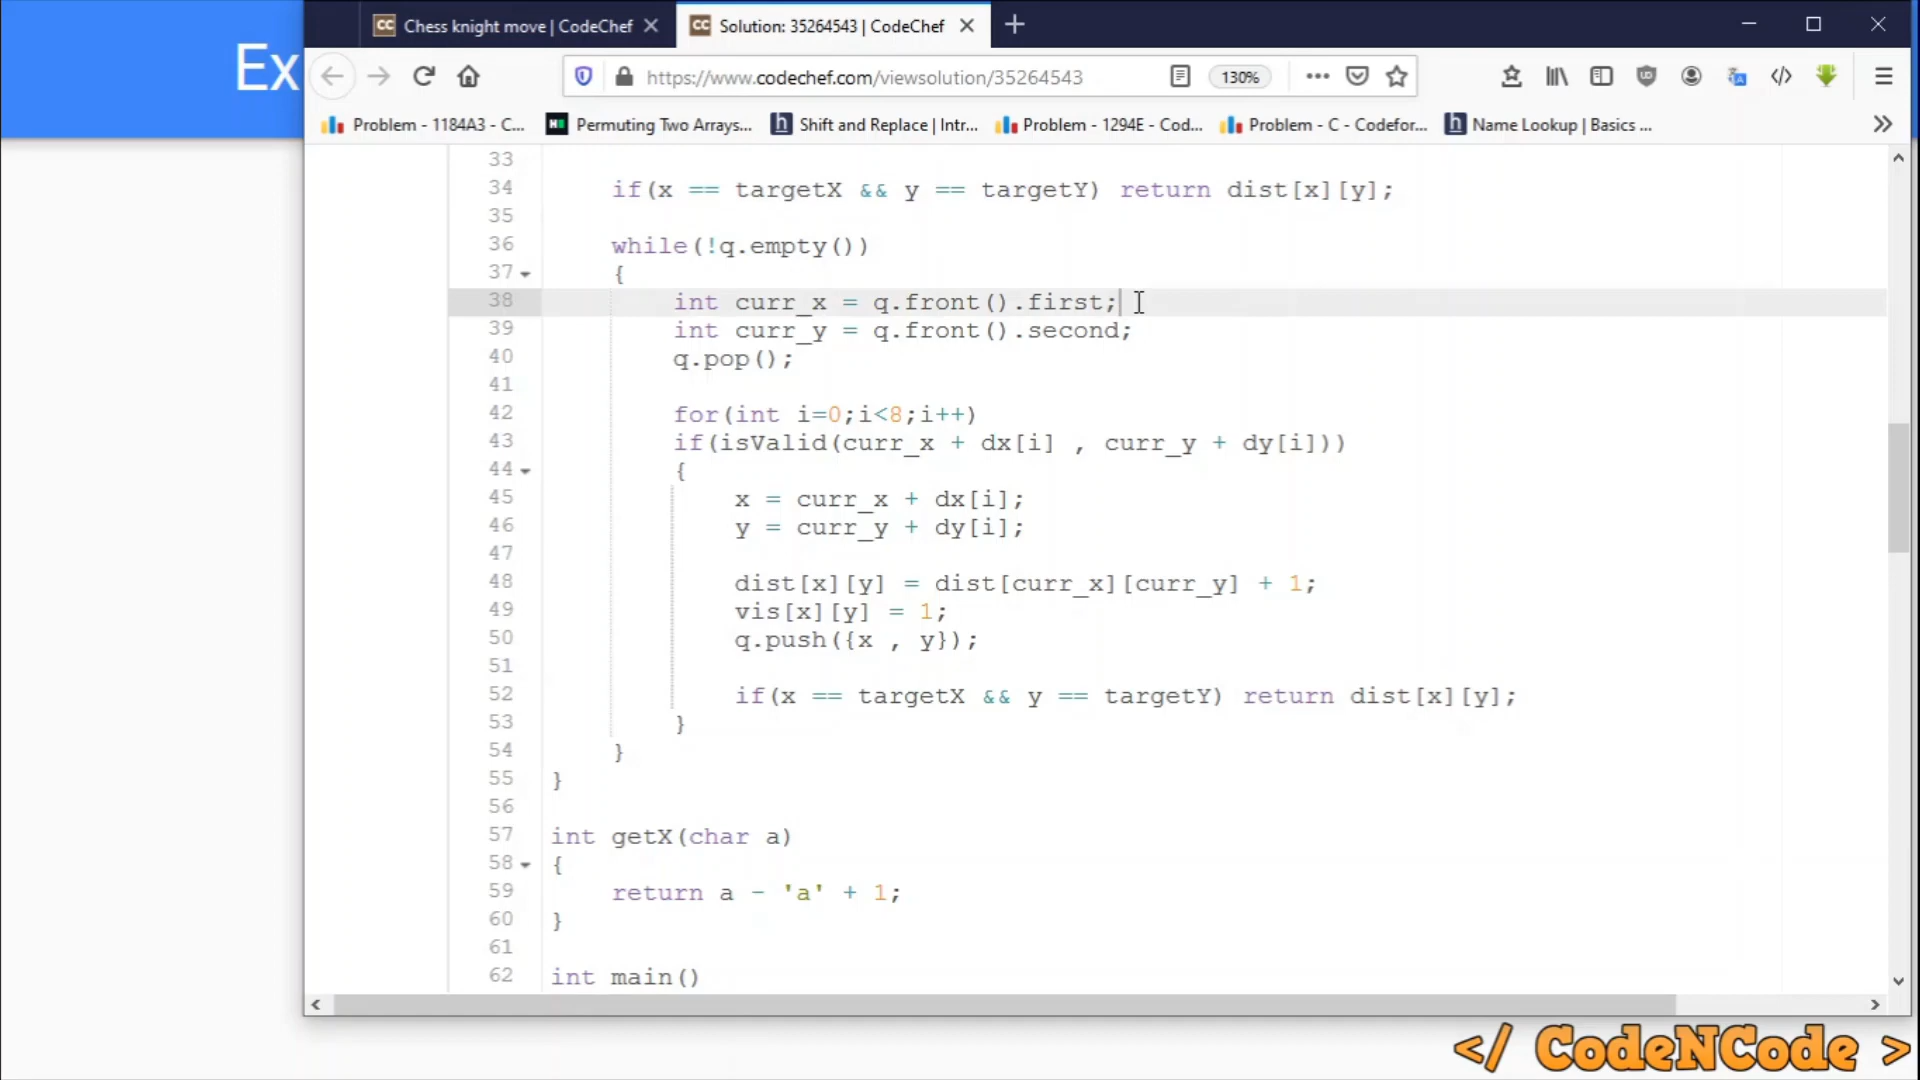 Ex
CC Chess knight move | CodeChef
CC Solution: 35264543 | CodeChef
https://www.codechef.com/viewsolution/35264543
130%
Problem - 1184A3 - C...
Permuting Two Arrays...
h Shift and Replace | Intr...
Problem - 1294E - Cod...
Problem - C - Codefor...
h Name Lookup | Basics ...
33
34 if(x == targetX && y == targetY) return dist[x][y];
35
36 while(!q.empty())
37 {
38 int curr_x = q.front().first;
39 int curr_y = q.front().second;
40 q.pop();
41
42 for(int i=0;i<8;i++)
43 if(isValid(curr_x + dx[i] , curr_y + dy[i]))
44 {
45 x = curr_x + dx[i];
46 y = curr_y + dy[i];
47
48 dist[x][y] = dist[curr_x][curr_y] + 1;
49 vis[x][y] = 1;
50 q.push({x , y});
51
52 if(x == targetX && y == targetY) return dist[x][y];
53 }
54 }
55 }
56
57 int getX(char a)
58 {
59 return a - 'a' + 1;
60 }
61
62 int main()
</ CodeNCode >